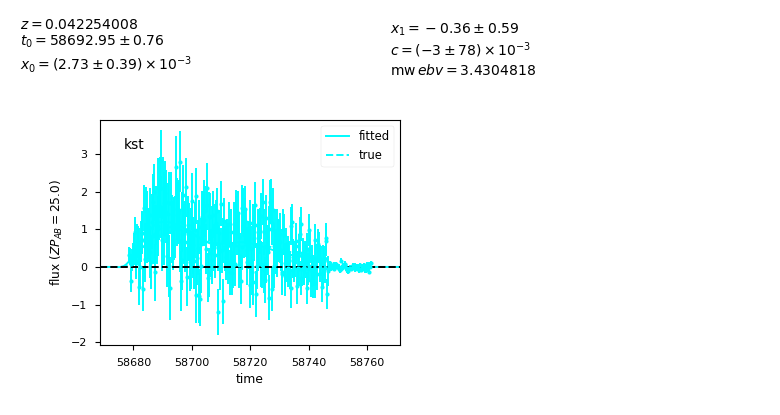 z = 0.042254008
t₀ = 58692.95 ± 0.76
x₀ = (2.73 ± 0.39) × 10⁻³
x₁ = −0.36 ± 0.59
c = (−3 ± 78) × 10⁻³
mw ebv = 3.4304818
kst
fitted
true
flux (ZP_AB = 25.0)
3
2
1
0
−1
−2
58680 58700 58720 58740 58760
time